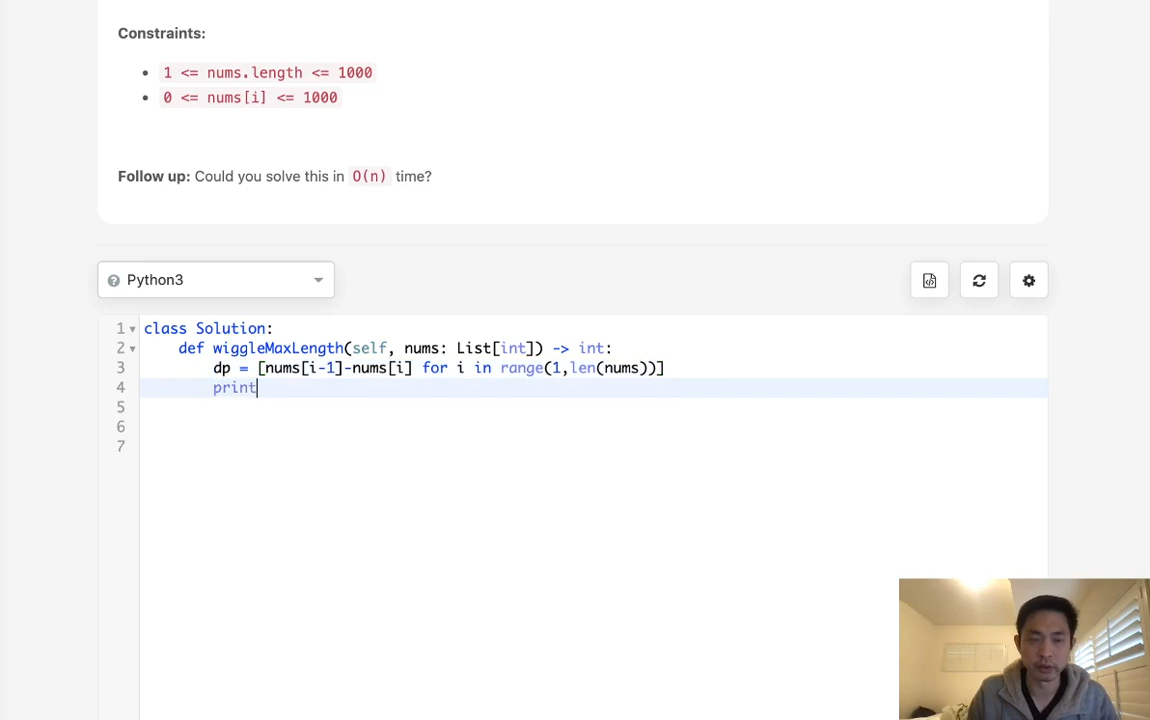 Constraints:
• 1 <= nums.length <= 1000
• 0 <= nums[i] <= 1000
Follow up: Could you solve this in O(n) time?
Python3
1 class Solution:
2 def wiggleMaxLength(self, nums: List[int]) -> int:
3 dp = [nums[i-1]-nums[i] for i in range(1,len(nums))]
4 print
5
6
7